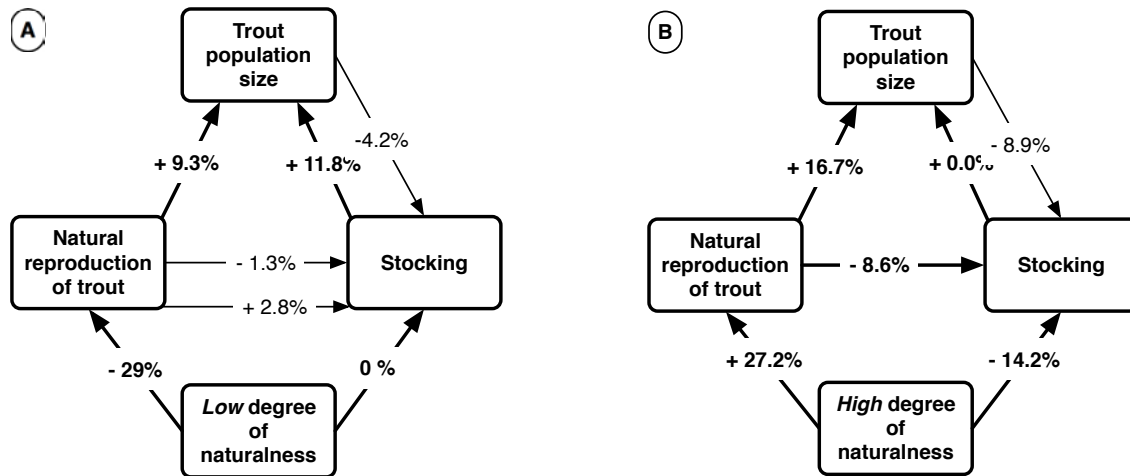 A
Trout
population
size
-4.2%
+ 9.3%
+ 11.8%
Natural
reproduction
of trout
- 1.3%
Stocking
+ 2.8%
- 29%
0 %
Low degree
of
naturalness
B
Trout
population
size
- 8.9%
+ 16.7%
+ 0.0%
Natural
reproduction
of trout
- 8.6%
Stocking
+ 27.2%
- 14.2%
High degree
of
naturalness